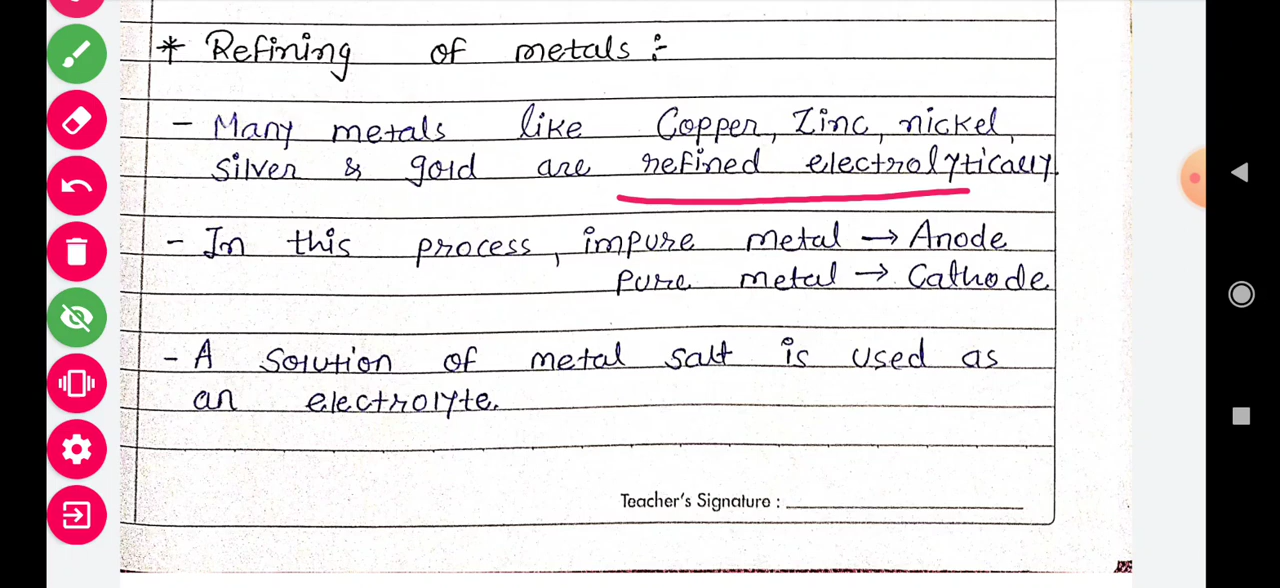 * Refining of metals :-
- Many metals like Copper, Zinc, nickel,
silver & gold are refined electrolytically.
- In this process, impure metal → Anode
pure metal → Cathode
- A solution of metal salt is used as
an electrolyte.
Teacher's Signature :